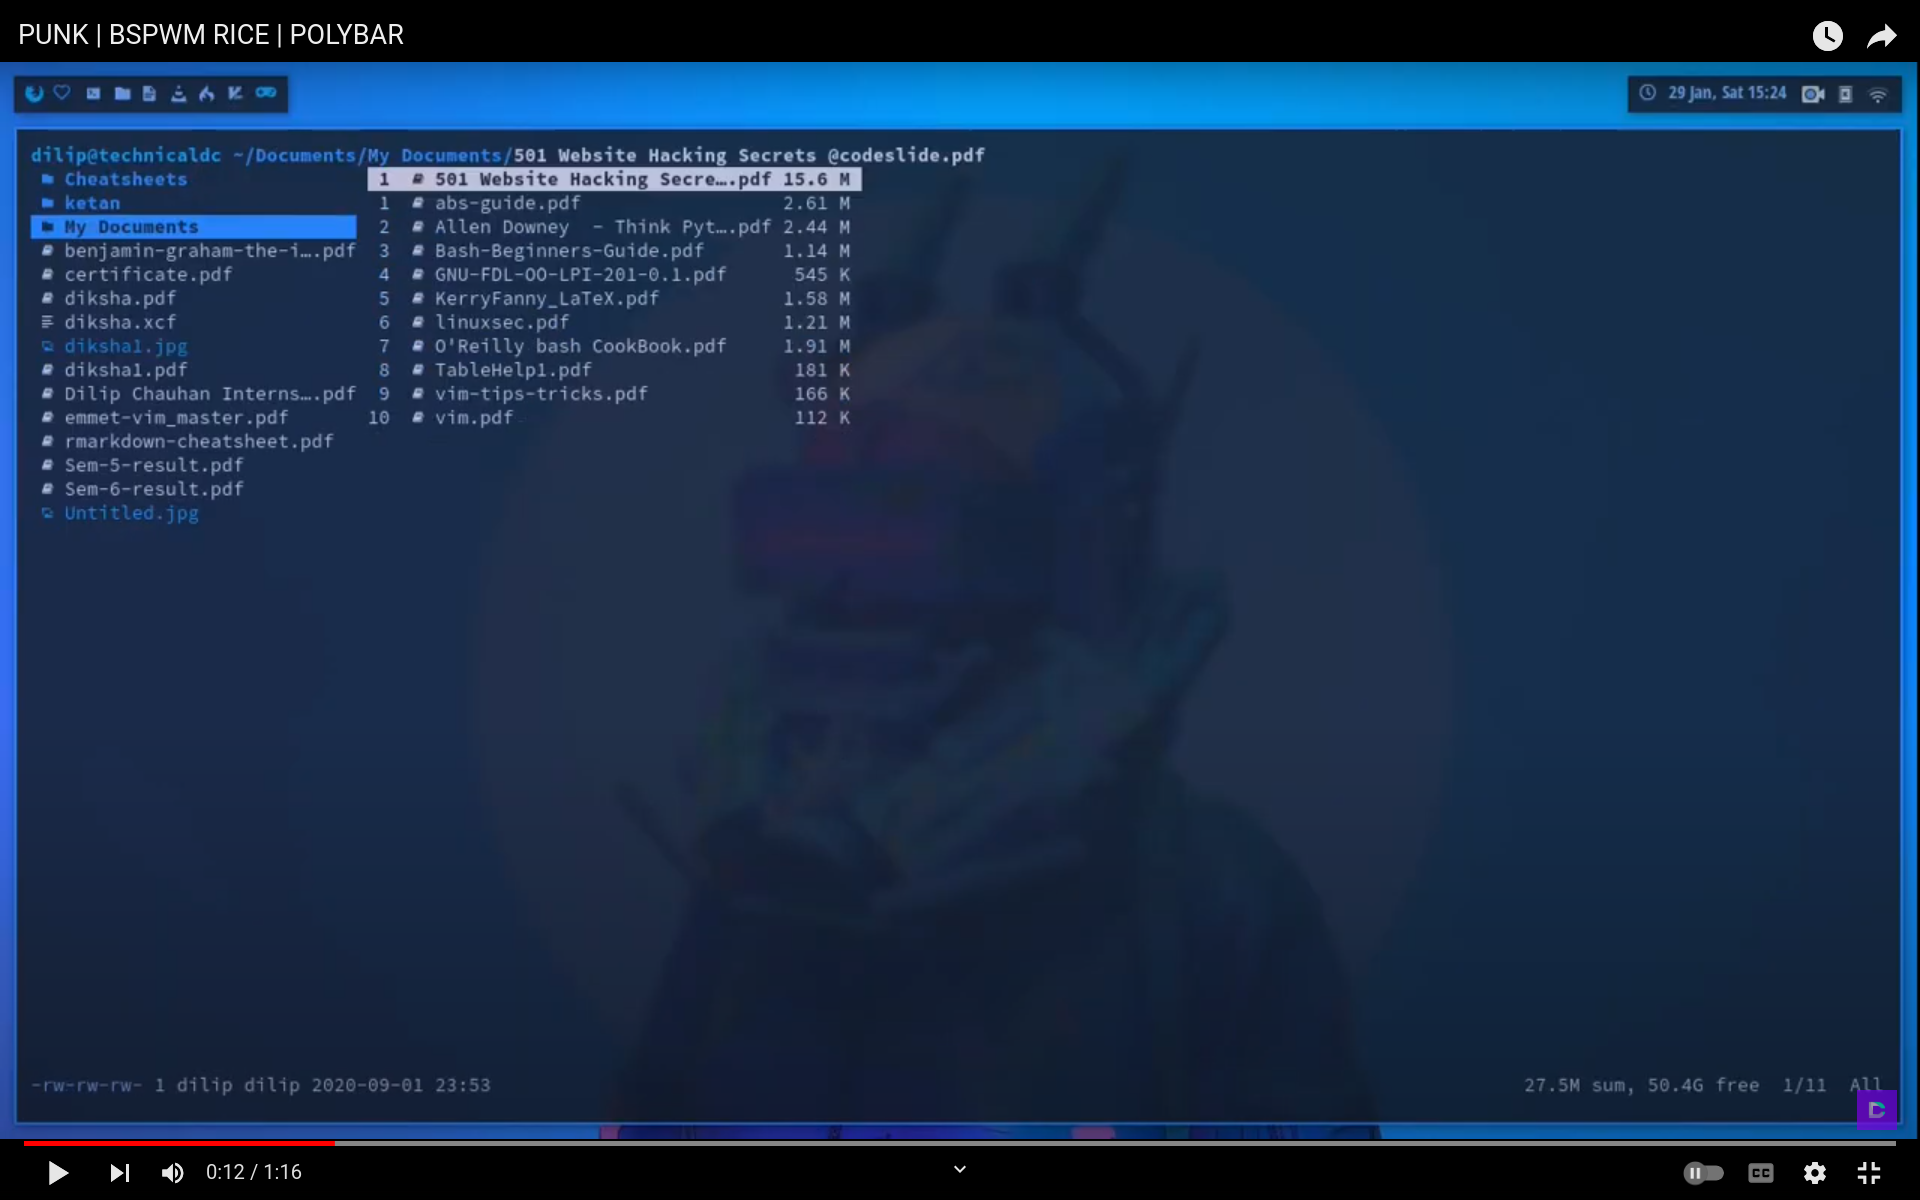 PUNK | BSPWM RICE | POLYBAR
29 Jan, Sat 15:24
dilip@technicaldc ~/Documents/My Documents/501 Website Hacking Secrets @codeslide.pdf
Cheatsheets 1 501 Website Hacking Secre….pdf 15.6 M
ketan 1 abs-guide.pdf 2.61 M
My Documents 2 Allen Downey - Think Pyt….pdf 2.44 M
benjamin-graham-the-i….pdf 3 Bash-Beginners-Guide.pdf 1.14 M
certificate.pdf 4 GNU-FDL-OO-LPI-201-0.1.pdf 545 K
diksha.pdf 5 KerryFanny_LaTeX.pdf 1.58 M
diksha.xcf 6 linuxsec.pdf 1.21 M
diksha1.jpg 7 O'Reilly bash CookBook.pdf 1.91 M
diksha1.pdf 8 TableHelp1.pdf 181 K
Dilip Chauhan Interns….pdf 9 vim-tips-tricks.pdf 166 K
emmet-vim_master.pdf 10 vim.pdf 112 K
rmarkdown-cheatsheet.pdf
Sem-5-result.pdf
Sem-6-result.pdf
Untitled.jpg
-rw-rw-rw- 1 dilip dilip 2020-09-01 23:53 27.5M sum, 50.4G free 1/11 All
0:12 / 1:16 CC